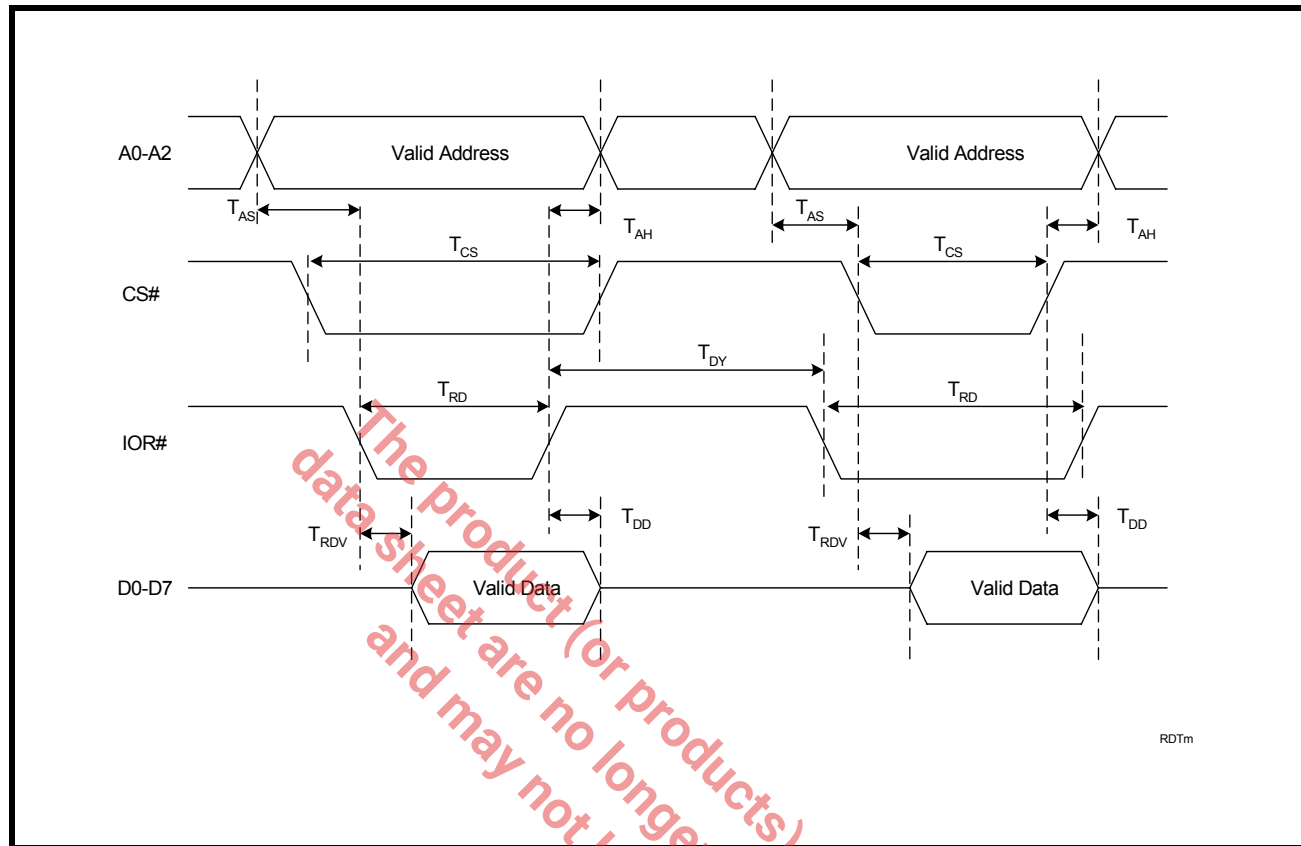 A0-A2
Valid Address
Valid Address
TAS
TAH
TAS
TAH
TCS
TCS
CS#
TDY
TRD
TRD
IOR#
TRDV
TDD
TRDV
TDD
D0-D7
Valid Data
Valid Data
The product (or products)
data sheet are no longer
and may not
RDTm